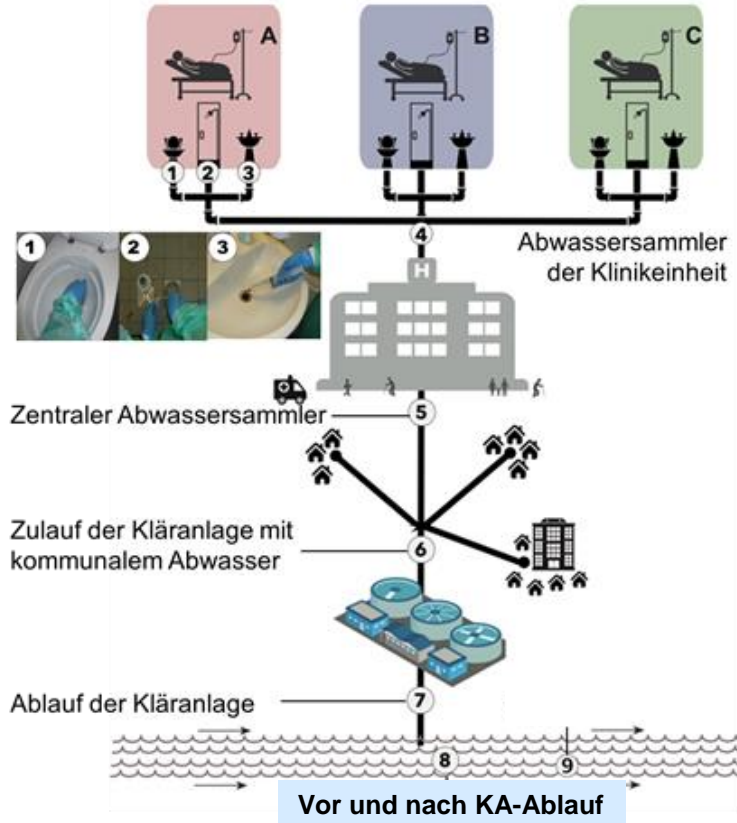 A
B
C
1
2
3
4
Abwassersammler
der Klinikeinheit
1
2
3
H
Zentraler Abwassersammler
5
Zulauf der Kläranlage mit
kommunalem Abwasser
6
Ablauf der Kläranlage
7
8
9
Vor und nach KA-Ablauf